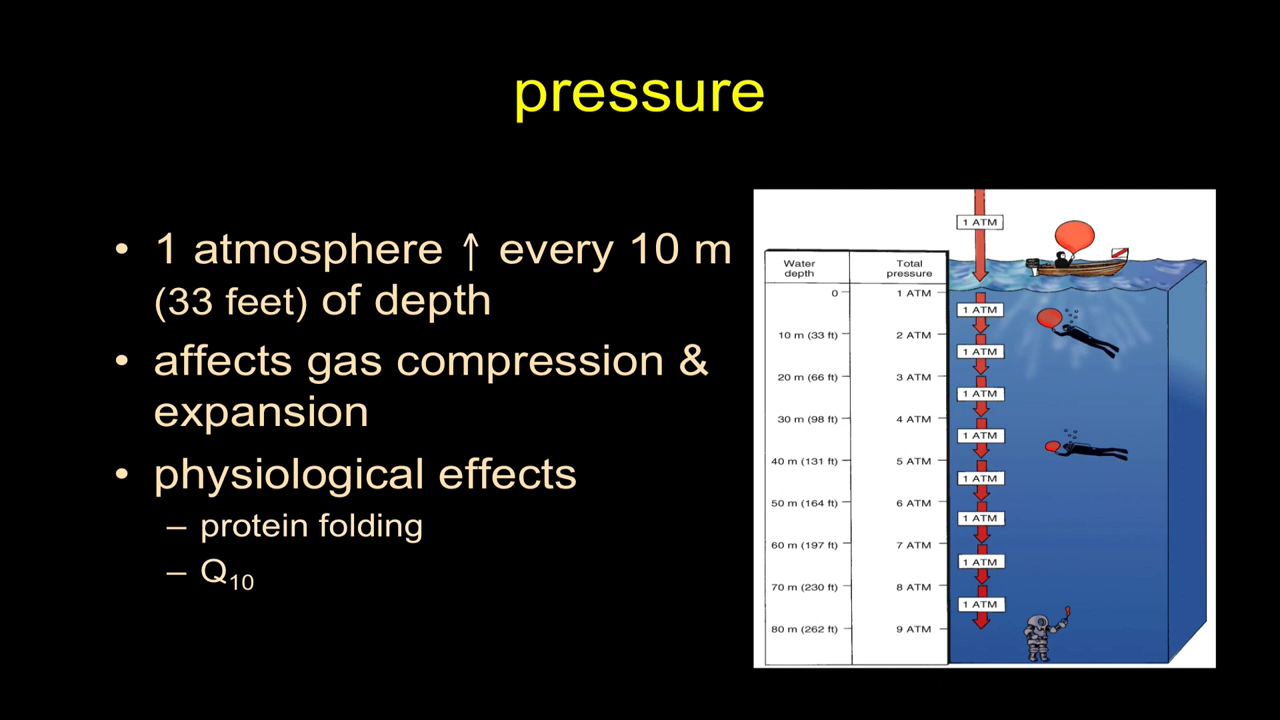 pressure
• 1 atmosphere ↑ every 10 m
(33 feet) of depth
• affects gas compression &
expansion
• physiological effects
– protein folding
– Q₁₀
1 ATM
Water
depth
Total
pressure
0 1 ATM
1 ATM
10 m (33 ft) 2 ATM
1 ATM
20 m (66 ft) 3 ATM
1 ATM
30 m (98 ft) 4 ATM
1 ATM
40 m (131 ft) 5 ATM
1 ATM
50 m (164 ft) 6 ATM
1 ATM
60 m (197 ft) 7 ATM
1 ATM
70 m (230 ft) 8 ATM
1 ATM
80 m (262 ft) 9 ATM